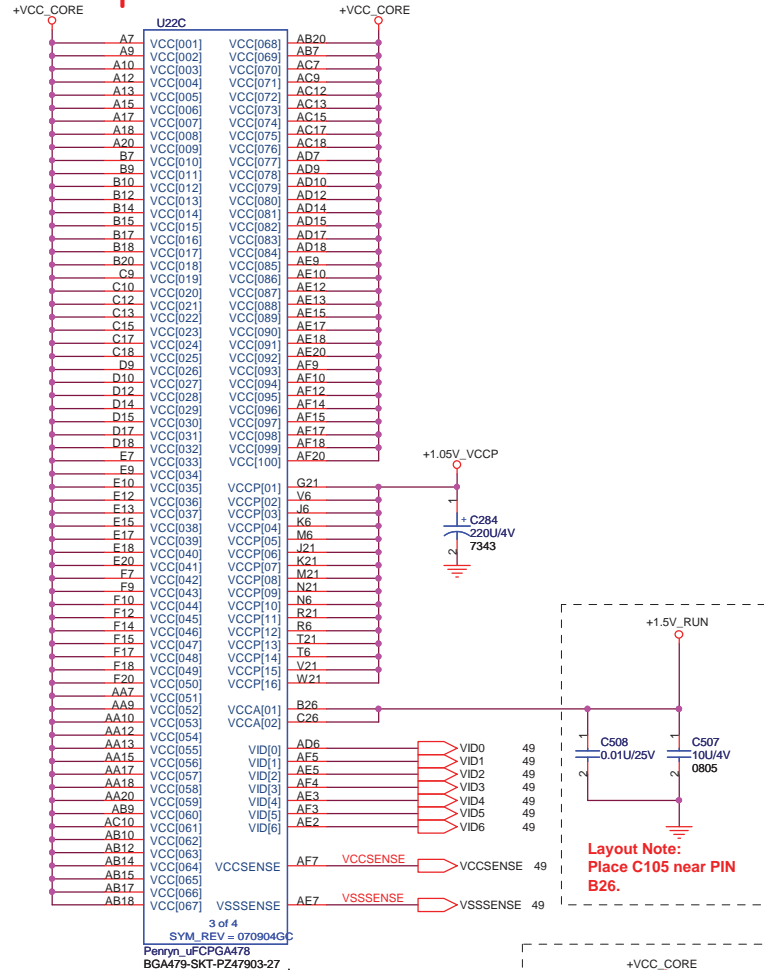 +VCC_CORE +VCC_CORE
U22C
A7 VCC[001] VCC[068] AB20
A9 VCC[002] VCC[069] AB7
A10 VCC[003] VCC[070] AC7
A12 VCC[004] VCC[071] AC9
A13 VCC[005] VCC[072] AC12
A15 VCC[006] VCC[073] AC13
A17 VCC[007] VCC[074] AC15
A18 VCC[008] VCC[075] AC17
A20 VCC[009] VCC[076] AC18
B7 VCC[010] VCC[077] AD7
B9 VCC[011] VCC[078] AD9
B10 VCC[012] VCC[079] AD10
B12 VCC[013] VCC[080] AD12
B14 VCC[014] VCC[081] AD14
B15 VCC[015] VCC[082] AD15
B17 VCC[016] VCC[083] AD17
B18 VCC[017] VCC[084] AD18
B20 VCC[018] VCC[085] AE9
C9 VCC[019] VCC[086] AE10
C10 VCC[020] VCC[087] AE12
C12 VCC[021] VCC[088] AE13
C13 VCC[022] VCC[089] AE15
C15 VCC[023] VCC[090] AE17
C17 VCC[024] VCC[091] AE18
C18 VCC[025] VCC[092] AE20
D9 VCC[026] VCC[093] AF9
D10 VCC[027] VCC[094] AF10
D12 VCC[028] VCC[095] AF12
D14 VCC[029] VCC[096] AF14
D15 VCC[030] VCC[097] AF15
D17 VCC[031] VCC[098] AF17
D18 VCC[032] VCC[099] AF18
E7 VCC[033] VCC[100] AF20
+1.05V_VCCP
E9 VCC[034]
E10 VCC[035] VCCP[01] G21
E12 VCC[036] VCCP[02] V6
E13 VCC[037] VCCP[03] J6
E15 VCC[038] VCCP[04] K6
E17 VCC[039] VCCP[05] M6
E18 VCC[040] VCCP[06] J21
E20 VCC[041] VCCP[07] K21
F7 VCC[042] VCCP[08] M21
F9 VCC[043] VCCP[09] N21
F10 VCC[044] VCCP[10] N6
F12 VCC[045] VCCP[11] R21
F14 VCC[046] VCCP[12] R6
F15 VCC[047] VCCP[13] T21
F17 VCC[048] VCCP[14] T6
F18 VCC[049] VCCP[15] V21
F20 VCC[050] VCCP[16] W21
1
+ C284
220U/4V
2 7343
AA7 VCC[051]
AA9 VCC[052] VCCA[01] B26
AA10 VCC[053] VCCA[02] C26
AA12 VCC[054]
AA13 VCC[055] VID[0] AD6 VID0 49
AA15 VCC[056] VID[1] AF5 VID1 49
AA17 VCC[057] VID[2] AE5 VID2 49
AA18 VCC[058] VID[3] AF4 VID3 49
AA20 VCC[059] VID[4] AE3 VID4 49
AB9 VCC[060] VID[5] AF3 VID5 49
AC10 VCC[061] VID[6] AE2 VID6 49
AB10 VCC[062]
AB12 VCC[063]
AB14 VCC[064] VCCSENSE AF7 VCCSENSE VCCSENSE 49
AB15 VCC[065]
AB17 VCC[066]
AB18 VCC[067] VSSSENSE AE7 VSSSENSE VSSSENSE 49
+1.5V_RUN
1 1
C508 C507
0.01U/25V 10U/4V
0805
2 2
Layout Note:
Place C105 near PIN
B26.
3 of 4
SYM_REV = 070904GC
Penryn_uFCPGA478
BGA479-SKT-PZ47903-27
+VCC_CORE